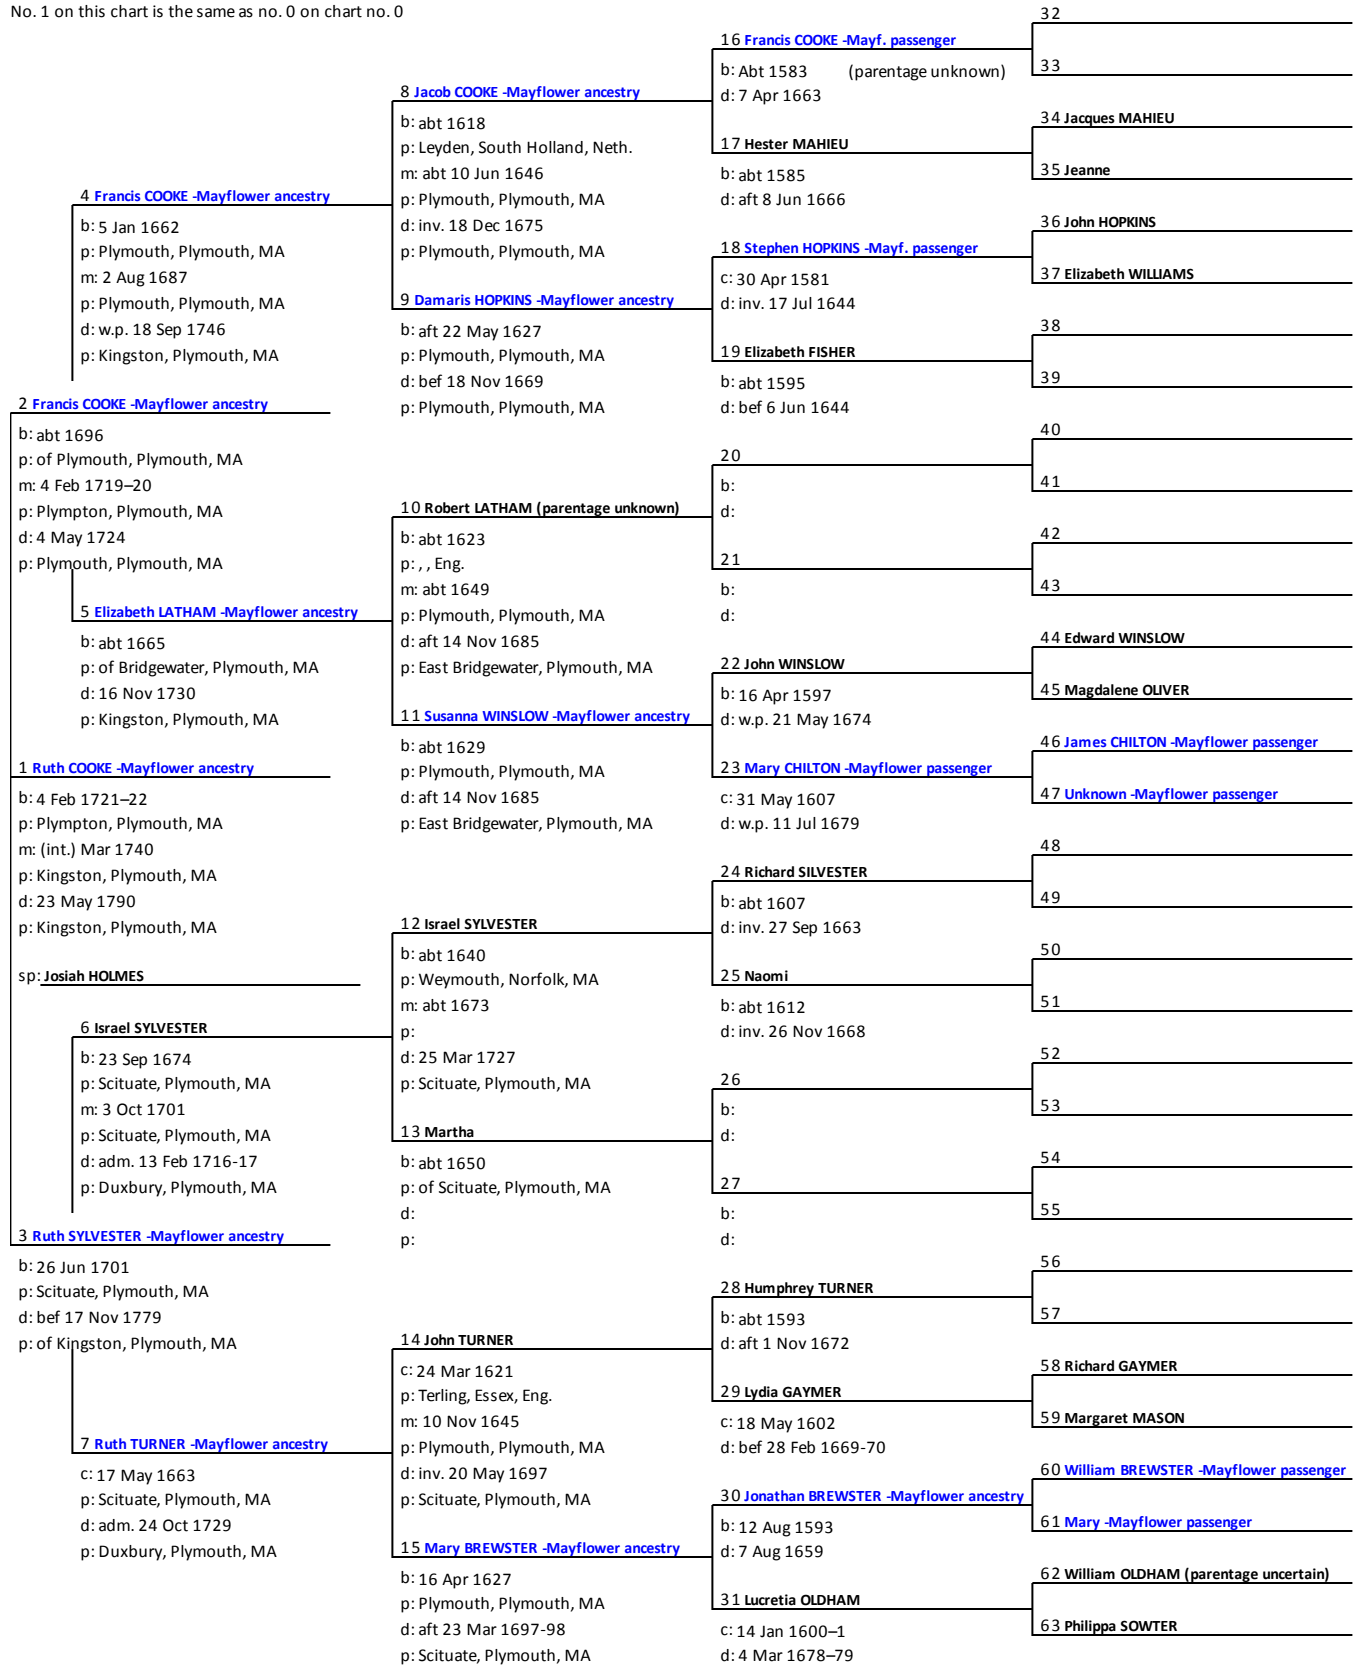 No. 1 on this chart is the same as no. 0 on chart no. 0
2 Francis COOKE -Mayflower ancestry
b: abt 1696
p: of Plymouth, Plymouth, MA
m: 4 Feb 1719–20
p: Plympton, Plymouth, MA
d: 4 May 1724
p: Plymouth, Plymouth, MA
1 Ruth COOKE -Mayflower ancestry
b: 4 Feb 1721–22
p: Plympton, Plymouth, MA
m: (int.) Mar 1740
p: Kingston, Plymouth, MA
d: 23 May 1790
p: Kingston, Plymouth, MA
sp: Josiah HOLMES
3 Ruth SYLVESTER -Mayflower ancestry
b: 26 Jun 1701
p: Scituate, Plymouth, MA
d: bef 17 Nov 1779
p: of Kingston, Plymouth, MA
4 Francis COOKE -Mayflower ancestry
b: 5 Jan 1662
p: Plymouth, Plymouth, MA
m: 2 Aug 1687
p: Plymouth, Plymouth, MA
d: w.p. 18 Sep 1746
p: Kingston, Plymouth, MA
5 Elizabeth LATHAM -Mayflower ancestry
b: abt 1665
p: of Bridgewater, Plymouth, MA
d: 16 Nov 1730
p: Kingston, Plymouth, MA
6 Israel SYLVESTER
b: 23 Sep 1674
p: Scituate, Plymouth, MA
m: 3 Oct 1701
p: Scituate, Plymouth, MA
d: adm. 13 Feb 1716-17
p: Duxbury, Plymouth, MA
7 Ruth TURNER -Mayflower ancestry
c: 17 May 1663
p: Scituate, Plymouth, MA
d: adm. 24 Oct 1729
p: Duxbury, Plymouth, MA
8 Jacob COOKE -Mayflower ancestry
b: abt 1618
p: Leyden, South Holland, Neth.
m: abt 10 Jun 1646
p: Plymouth, Plymouth, MA
d: inv. 18 Dec 1675
p: Plymouth, Plymouth, MA
9 Damaris HOPKINS -Mayflower ancestry
b: aft 22 May 1627
p: Plymouth, Plymouth, MA
d: bef 18 Nov 1669
p: Plymouth, Plymouth, MA
10 Robert LATHAM (parentage unknown)
b: abt 1623
p: , , Eng.
m: abt 1649
p: Plymouth, Plymouth, MA
d: aft 14 Nov 1685
p: East Bridgewater, Plymouth, MA
11 Susanna WINSLOW -Mayflower ancestry
b: abt 1629
p: Plymouth, Plymouth, MA
d: aft 14 Nov 1685
p: East Bridgewater, Plymouth, MA
12 Israel SYLVESTER
b: abt 1640
p: Weymouth, Norfolk, MA
m: abt 1673
p:
d: 25 Mar 1727
p: Scituate, Plymouth, MA
13 Martha
b: abt 1650
p: of Scituate, Plymouth, MA
d:
p:
14 John TURNER
c: 24 Mar 1621
p: Terling, Essex, Eng.
m: 10 Nov 1645
p: Plymouth, Plymouth, MA
d: inv. 20 May 1697
p: Scituate, Plymouth, MA
15 Mary BREWSTER -Mayflower ancestry
b: 16 Apr 1627
p: Plymouth, Plymouth, MA
d: aft 23 Mar 1697-98
p: Scituate, Plymouth, MA
16 Francis COOKE -Mayf. passenger
b: Abt 1583 (parentage unknown)
d: 7 Apr 1663
17 Hester MAHIEU
b: abt 1585
d: aft 8 Jun 1666
18 Stephen HOPKINS -Mayf. passenger
c: 30 Apr 1581
d: inv. 17 Jul 1644
19 Elizabeth FISHER
b: abt 1595
d: bef 6 Jun 1644
20
b:
d:
21
b:
d:
22 John WINSLOW
b: 16 Apr 1597
d: w.p. 21 May 1674
23 Mary CHILTON -Mayflower passenger
c: 31 May 1607
d: w.p. 11 Jul 1679
24 Richard SILVESTER
b: abt 1607
d: inv. 27 Sep 1663
25 Naomi
b: abt 1612
d: inv. 26 Nov 1668
26
b:
d:
27
b:
d:
28 Humphrey TURNER
b: abt 1593
d: aft 1 Nov 1672
29 Lydia GAYMER
c: 18 May 1602
d: bef 28 Feb 1669-70
30 Jonathan BREWSTER -Mayflower ancestry
b: 12 Aug 1593
d: 7 Aug 1659
31 Lucretia OLDHAM
c: 14 Jan 1600–1
d: 4 Mar 1678–79
32
33
34 Jacques MAHIEU
35 Jeanne
36 John HOPKINS
37 Elizabeth WILLIAMS
38
39
40
41
42
43
44 Edward WINSLOW
45 Magdalene OLIVER
46 James CHILTON -Mayflower passenger
47 Unknown -Mayflower passenger
48
49
50
51
52
53
54
55
56
57
58 Richard GAYMER
59 Margaret MASON
60 William BREWSTER -Mayflower passenger
61 Mary -Mayflower passenger
62 William OLDHAM (parentage uncertain)
63 Philippa SOWTER